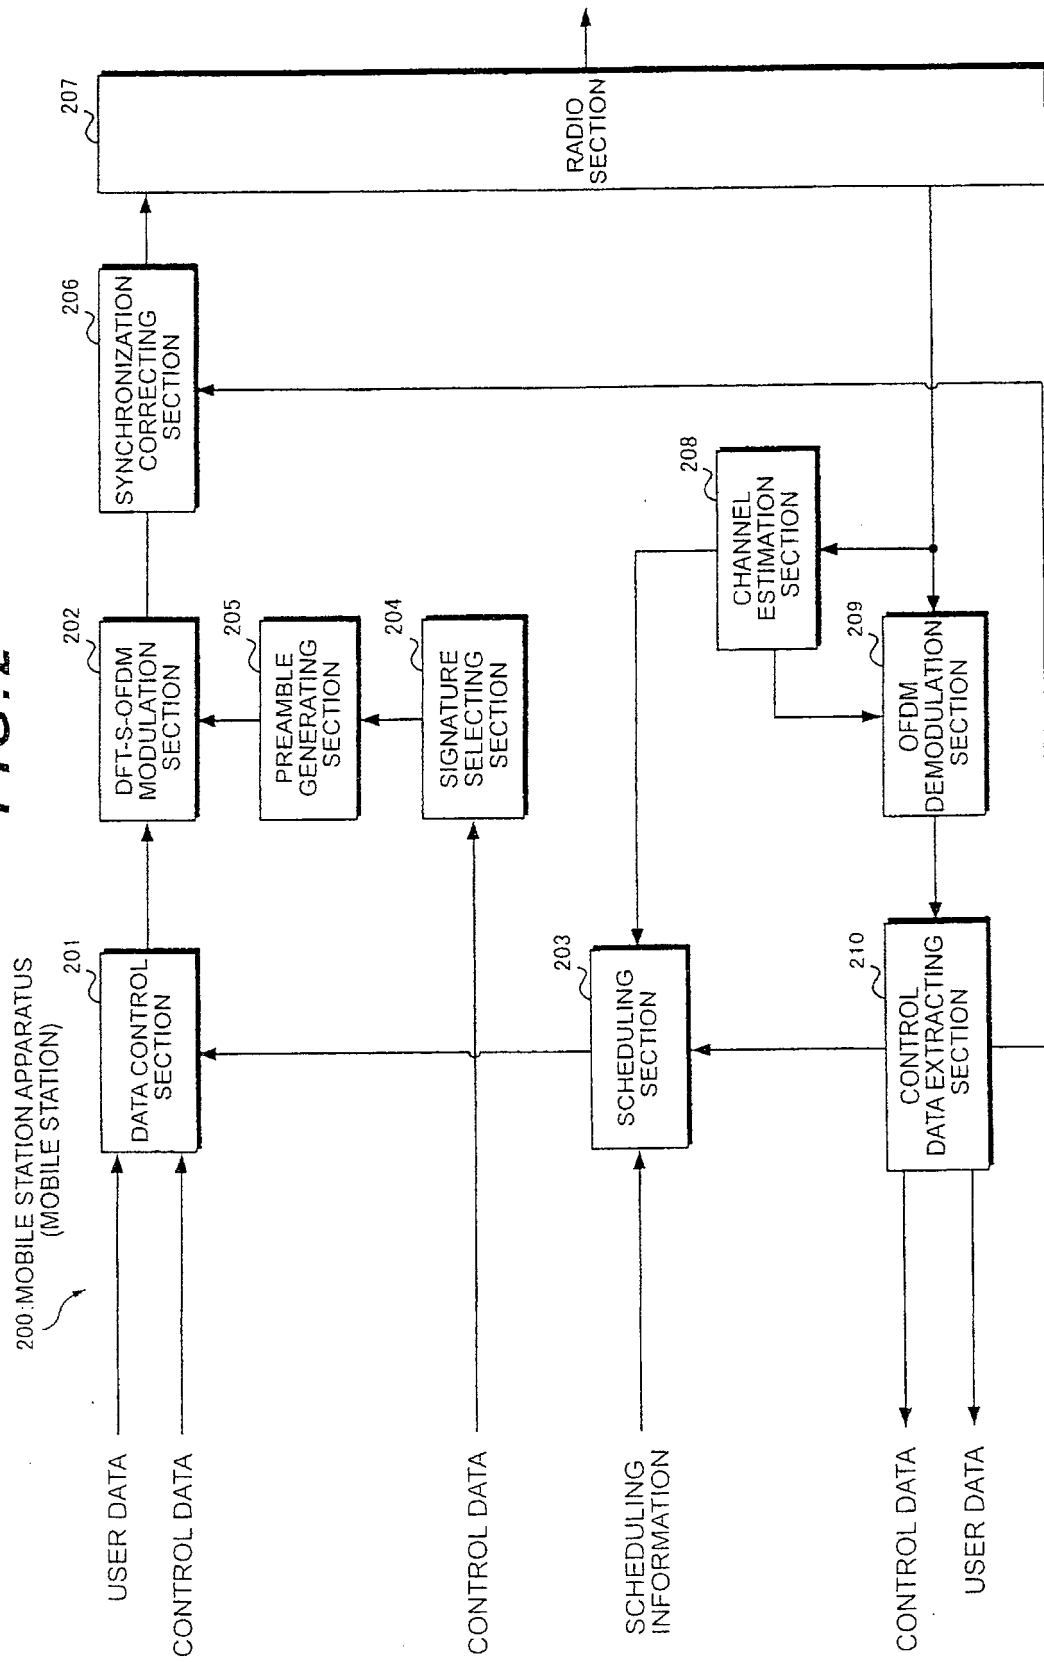 200:MOBILE STATION APPARATUS
(MOBILE STATION)
USER DATA
CONTROL DATA
201
DATA CONTROL
SECTION
202
DFT-S-OFDM
MODULATION
SECTION
206
SYNCHRONIZATION
CORRECTING
SECTION
207
RADIO
SECTION
205
PREAMBLE
GENERATING
SECTION
CONTROL DATA
204
SIGNATURE
SELECTING
SECTION
SCHEDULING
INFORMATION
203
SCHEDULING
SECTION
208
CHANNEL
ESTIMATION
SECTION
CONTROL DATA
USER DATA
210
CONTROL
DATA EXTRACTING
SECTION
209
OFDM
DEMODULATION
SECTION